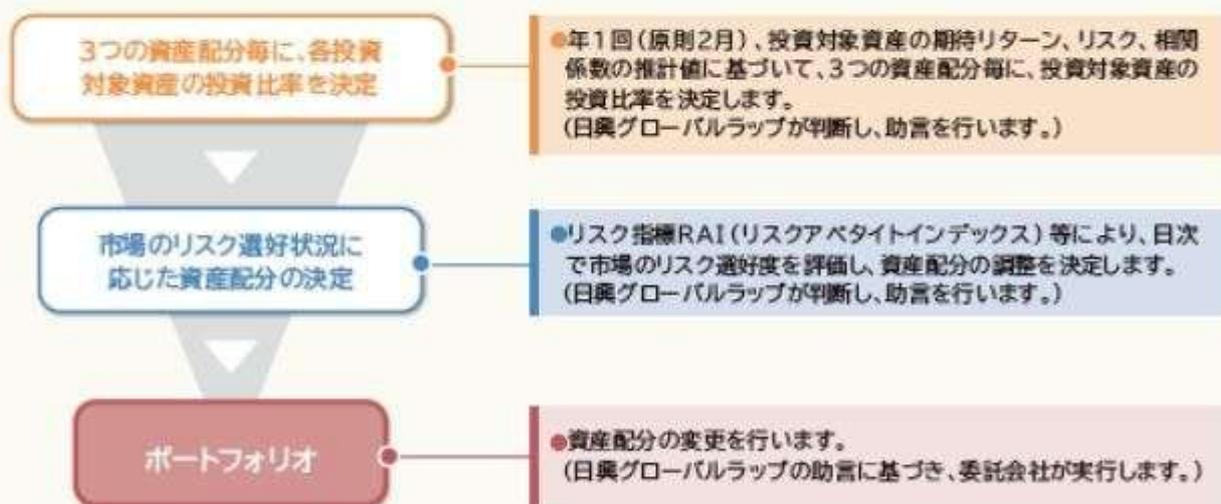 3つの資産配分毎に、各投資
対象資産の投資比率を決定
●年1回(原則2月)、投資対象資産の期待リターン、リスク、相関
係数の推計値に基づいて、3つの資産配分毎に、投資対象資産の
投資比率を決定します。
(日興グローバルラップが判断し、助言を行います。)
市場のリスク選好状況に
応じた資産配分の決定
●リスク指標RAI(リスクアペタイトインデックス)等により、日次
で市場のリスク選好度を評価し、資産配分の調整を決定します。
(日興グローバルラップが判断し、助言を行います。)
ポートフォリオ
●資産配分の変更を行います。
(日興グローバルラップの助言に基づき、委託会社が実行します。)